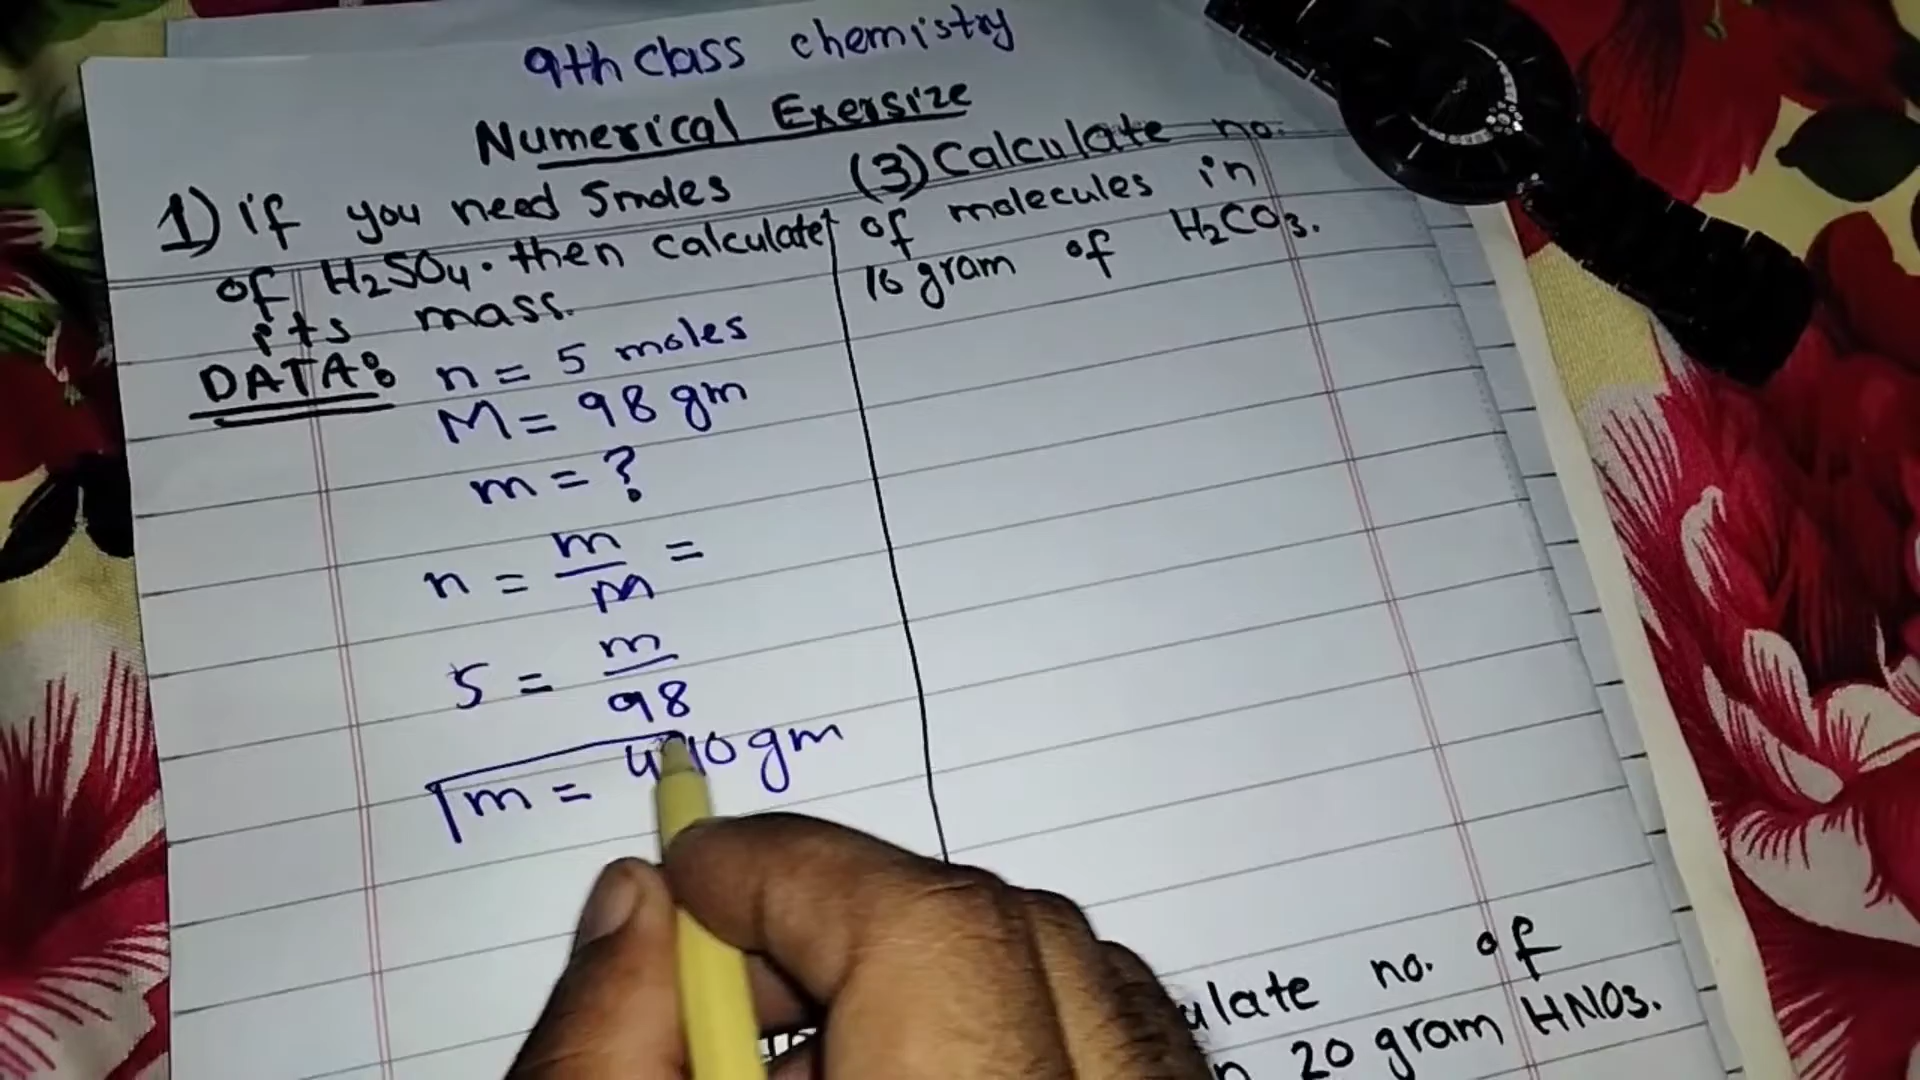 9th class chemistry
Numerical Exersize
1) if you need 5moles
of H2SO4. then calculate
its mass.
DATA:
n = 5 moles
M = 98 gm
m = ?
n = m/M =
5 = m/98
m = gm
(3) Calculate no.
of molecules in
16 gram of H2CO3.
no. of
20 gram HNO3.